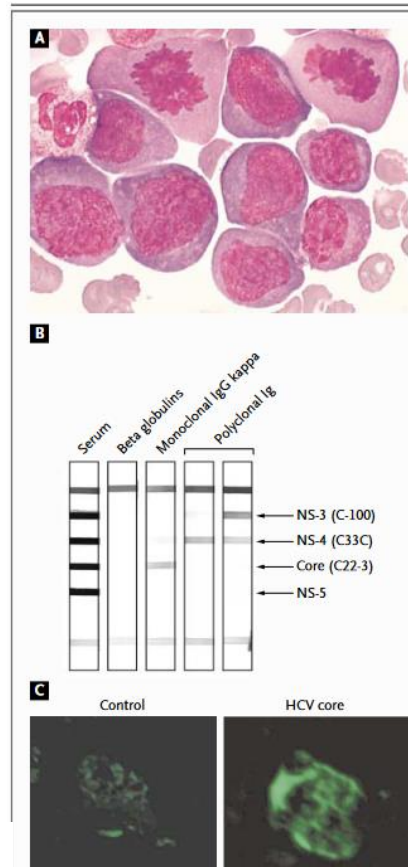 A
B
Serum
Beta globulins
Monoclonal IgG kappa
Polyclonal Ig
NS-3 (C-100)
NS-4 (C33C)
Core (C22-3)
NS-5
C
Control
HCV core